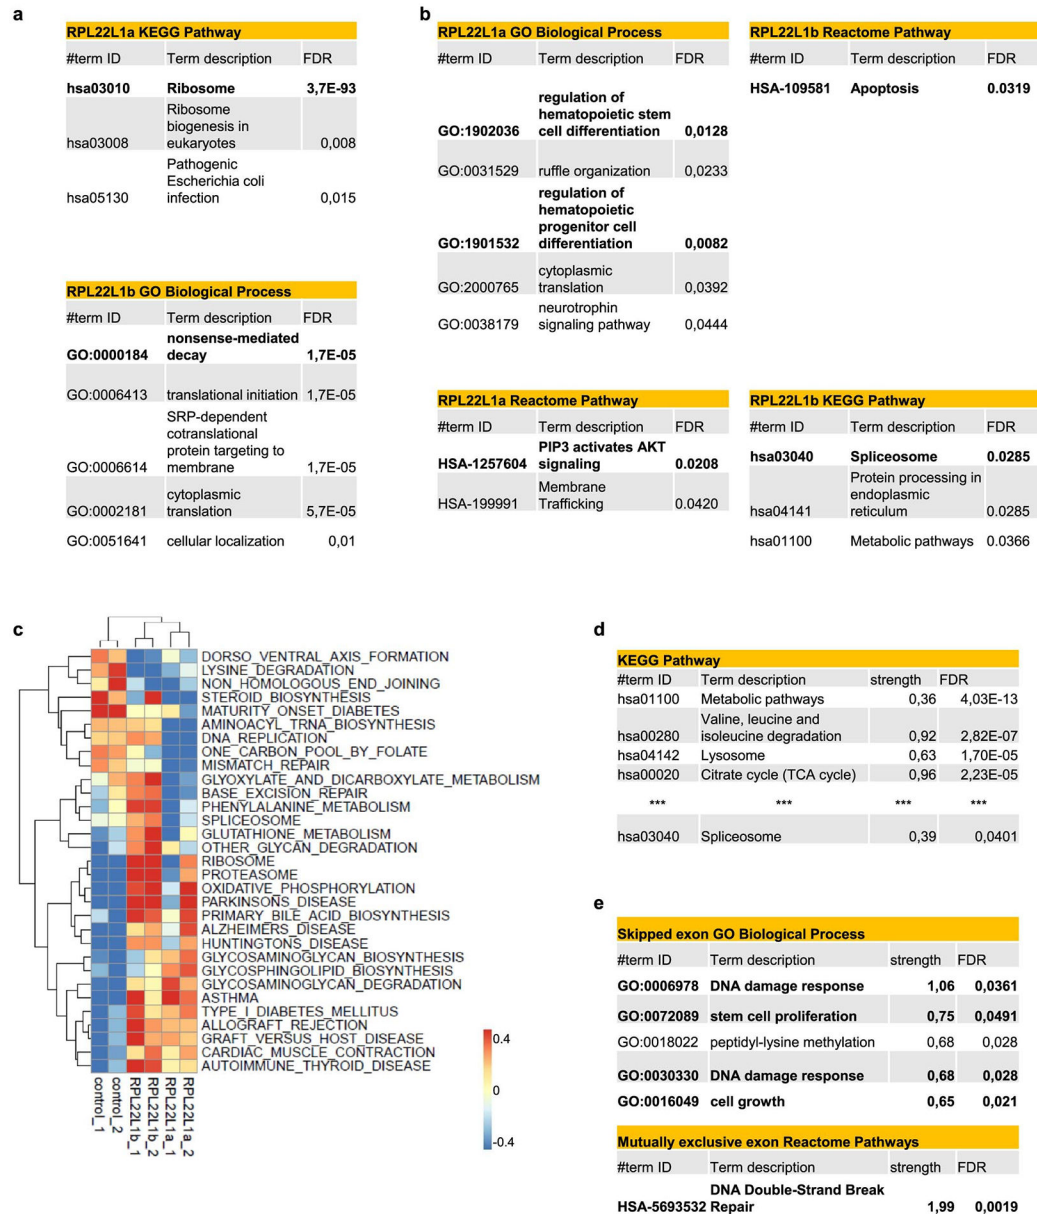 a
RPL22L1a KEGG Pathway
#term ID Term description FDR
hsa03010 Ribosome 3,7E-93
Ribosome
biogenesis in
hsa03008 eukaryotes 0,008
Pathogenic
Escherichia coli
hsa05130 infection 0,015
RPL22L1b GO Biological Process
#term ID Term description FDR
nonsense-mediated
GO:0000184 decay 1,7E-05
GO:0006413 translational initiation 1,7E-05
SRP-dependent
cotranslational
protein targeting to
GO:0006614 membrane 1,7E-05
cytoplasmic
GO:0002181 translation 5,7E-05
GO:0051641 cellular localization 0,01
b
RPL22L1a GO Biological Process
#term ID Term description FDR
regulation of
hematopoietic stem
GO:1902036 cell differentiation 0,0128
GO:0031529 ruffle organization 0,0233
regulation of
hematopoietic
progenitor cell
GO:1901532 differentiation 0,0082
cytoplasmic
GO:2000765 translation 0,0392
neurotrophin
GO:0038179 signaling pathway 0,0444
RPL22L1b Reactome Pathway
#term ID Term description FDR
HSA-109581 Apoptosis 0.0319
RPL22L1a Reactome Pathway
#term ID Term description FDR
PIP3 activates AKT
HSA-1257604 signaling 0.0208
Membrane
HSA-199991 Trafficking 0.0420
RPL22L1b KEGG Pathway
#term ID Term description FDR
hsa03040 Spliceosome 0.0285
Protein processing in
endoplasmic
hsa04141 reticulum 0.0285
hsa01100 Metabolic pathways 0.0366
c
DORSO_VENTRAL_AXIS_FORMATION
LYSINE_DEGRADATION
NON_HOMOLOGOUS_END_JOINING
STEROID_BIOSYNTHESIS
MATURITY_ONSET_DIABETES
AMINOACYL_TRNA_BIOSYNTHESIS
DNA_REPLICATION
ONE_CARBON_POOL_BY_FOLATE
MISMATCH_REPAIR
GLYOXYLATE_AND_DICARBOXYLATE_METABOLISM
BASE_EXCISION_REPAIR
PHENYLALANINE_METABOLISM
SPLICEOSOME
GLUTATHIONE_METABOLISM
OTHER_GLYCAN_DEGRADATION
RIBOSOME
PROTEASOME
OXIDATIVE_PHOSPHORYLATION
PARKINSONS_DISEASE
PRIMARY_BILE_ACID_BIOSYNTHESIS
ALZHEIMERS_DISEASE
HUNTINGTONS_DISEASE
GLYCOSAMINOGLYCAN_BIOSYNTHESIS
GLYCOSPHINGOLIPID_BIOSYNTHESIS
GLYCOSAMINOGLYCAN_DEGRADATION
ASTHMA
TYPE_I_DIABETES_MELLITUS
ALLOGRAFT_REJECTION
GRAFT_VERSUS_HOST_DISEASE
CARDIAC_MUSCLE_CONTRACTION
AUTOIMMUNE_THYROID_DISEASE
control_1
control_2
RPL22L1b_1
RPL22L1b_2
RPL22L1a_1
RPL22L1a_2
0.4
0
-0.4
d
KEGG Pathway
#term ID Term description strength FDR
hsa01100 Metabolic pathways 0,36 4,03E-13
Valine, leucine and
hsa00280 isoleucine degradation 0,92 2,82E-07
hsa04142 Lysosome 0,63 1,70E-05
hsa00020 Citrate cycle (TCA cycle) 0,96 2,23E-05
*** *** *** ***
hsa03040 Spliceosome 0,39 0,0401
e
Skipped exon GO Biological Process
#term ID Term description strength FDR
GO:0006978 DNA damage response 1,06 0,0361
GO:0072089 stem cell proliferation 0,75 0,0491
GO:0018022 peptidyl-lysine methylation 0,68 0,028
GO:0030330 DNA damage response 0,68 0,028
GO:0016049 cell growth 0,65 0,021
Mutually exclusive exon Reactome Pathways
#term ID Term description strength FDR
DNA Double-Strand Break
HSA-5693532 Repair 1,99 0,0019